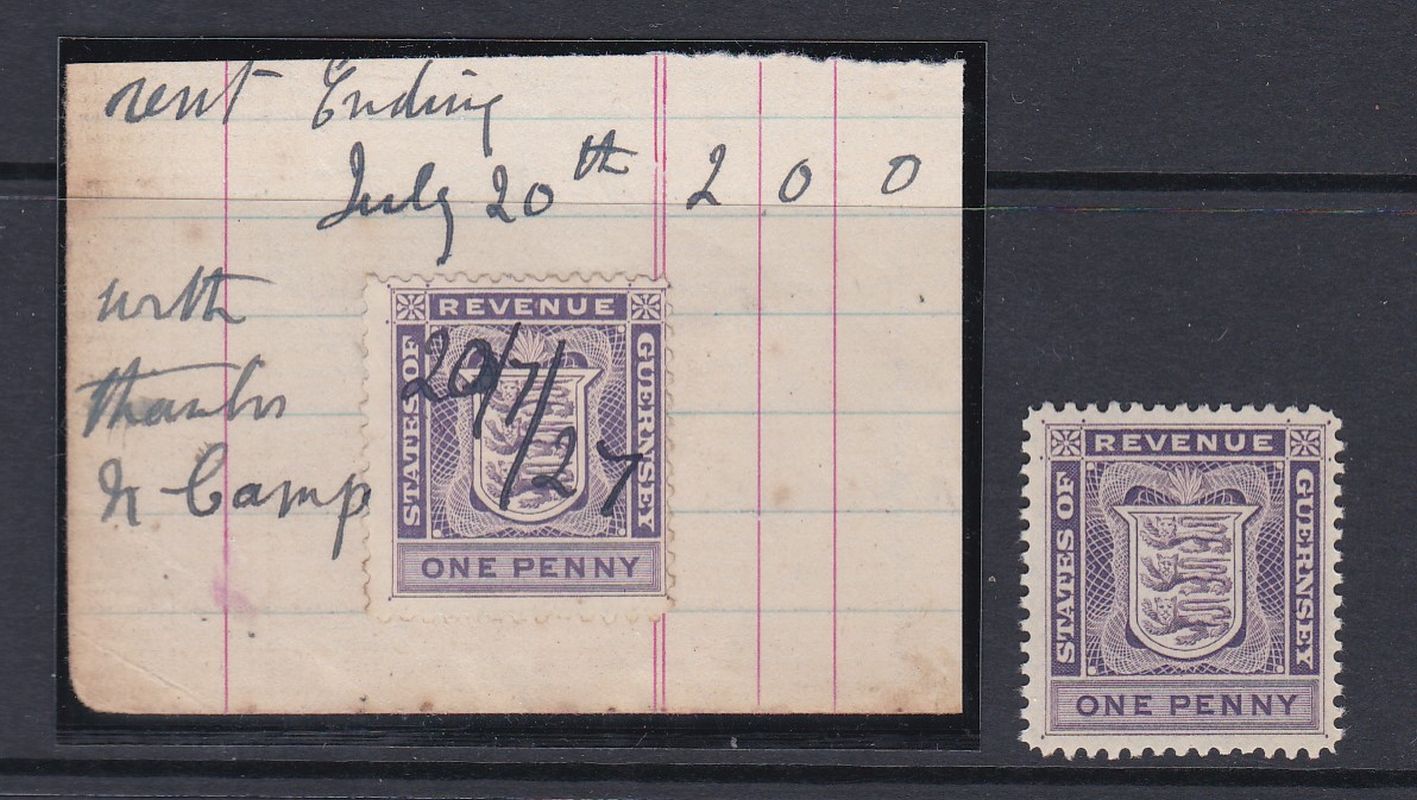 rent Ending
July 20th 2 0 0
with
thanks
Camp
REVENUE
STATES OF
GUERNSEY
20/7/27
ONE PENNY
REVENUE
STATES OF
GUERNSEY
ONE PENNY